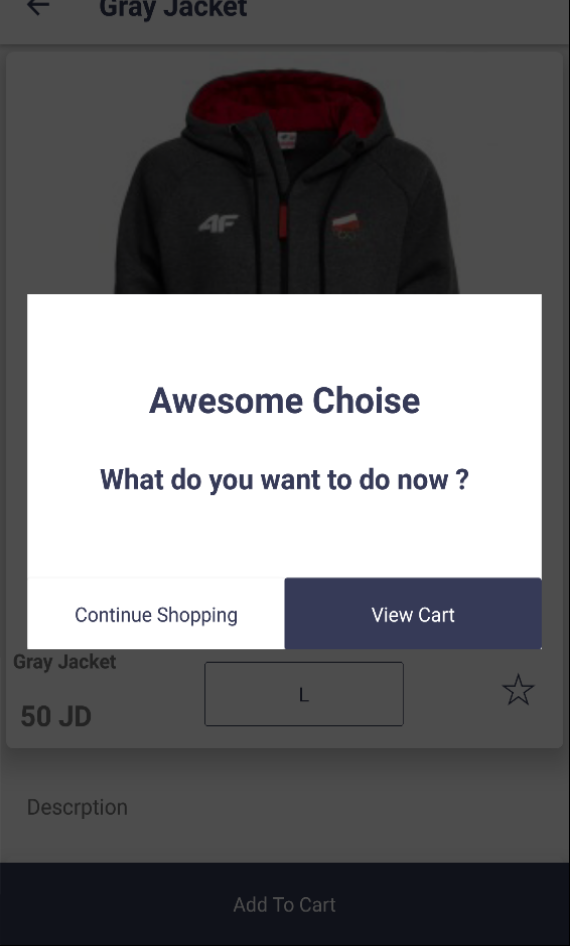 Gray Jacket
4F
Awesome Choise
What do you want to do now ?
Continue Shopping
View Cart
Gray Jacket
50 JD
L
Descrption
Add To Cart